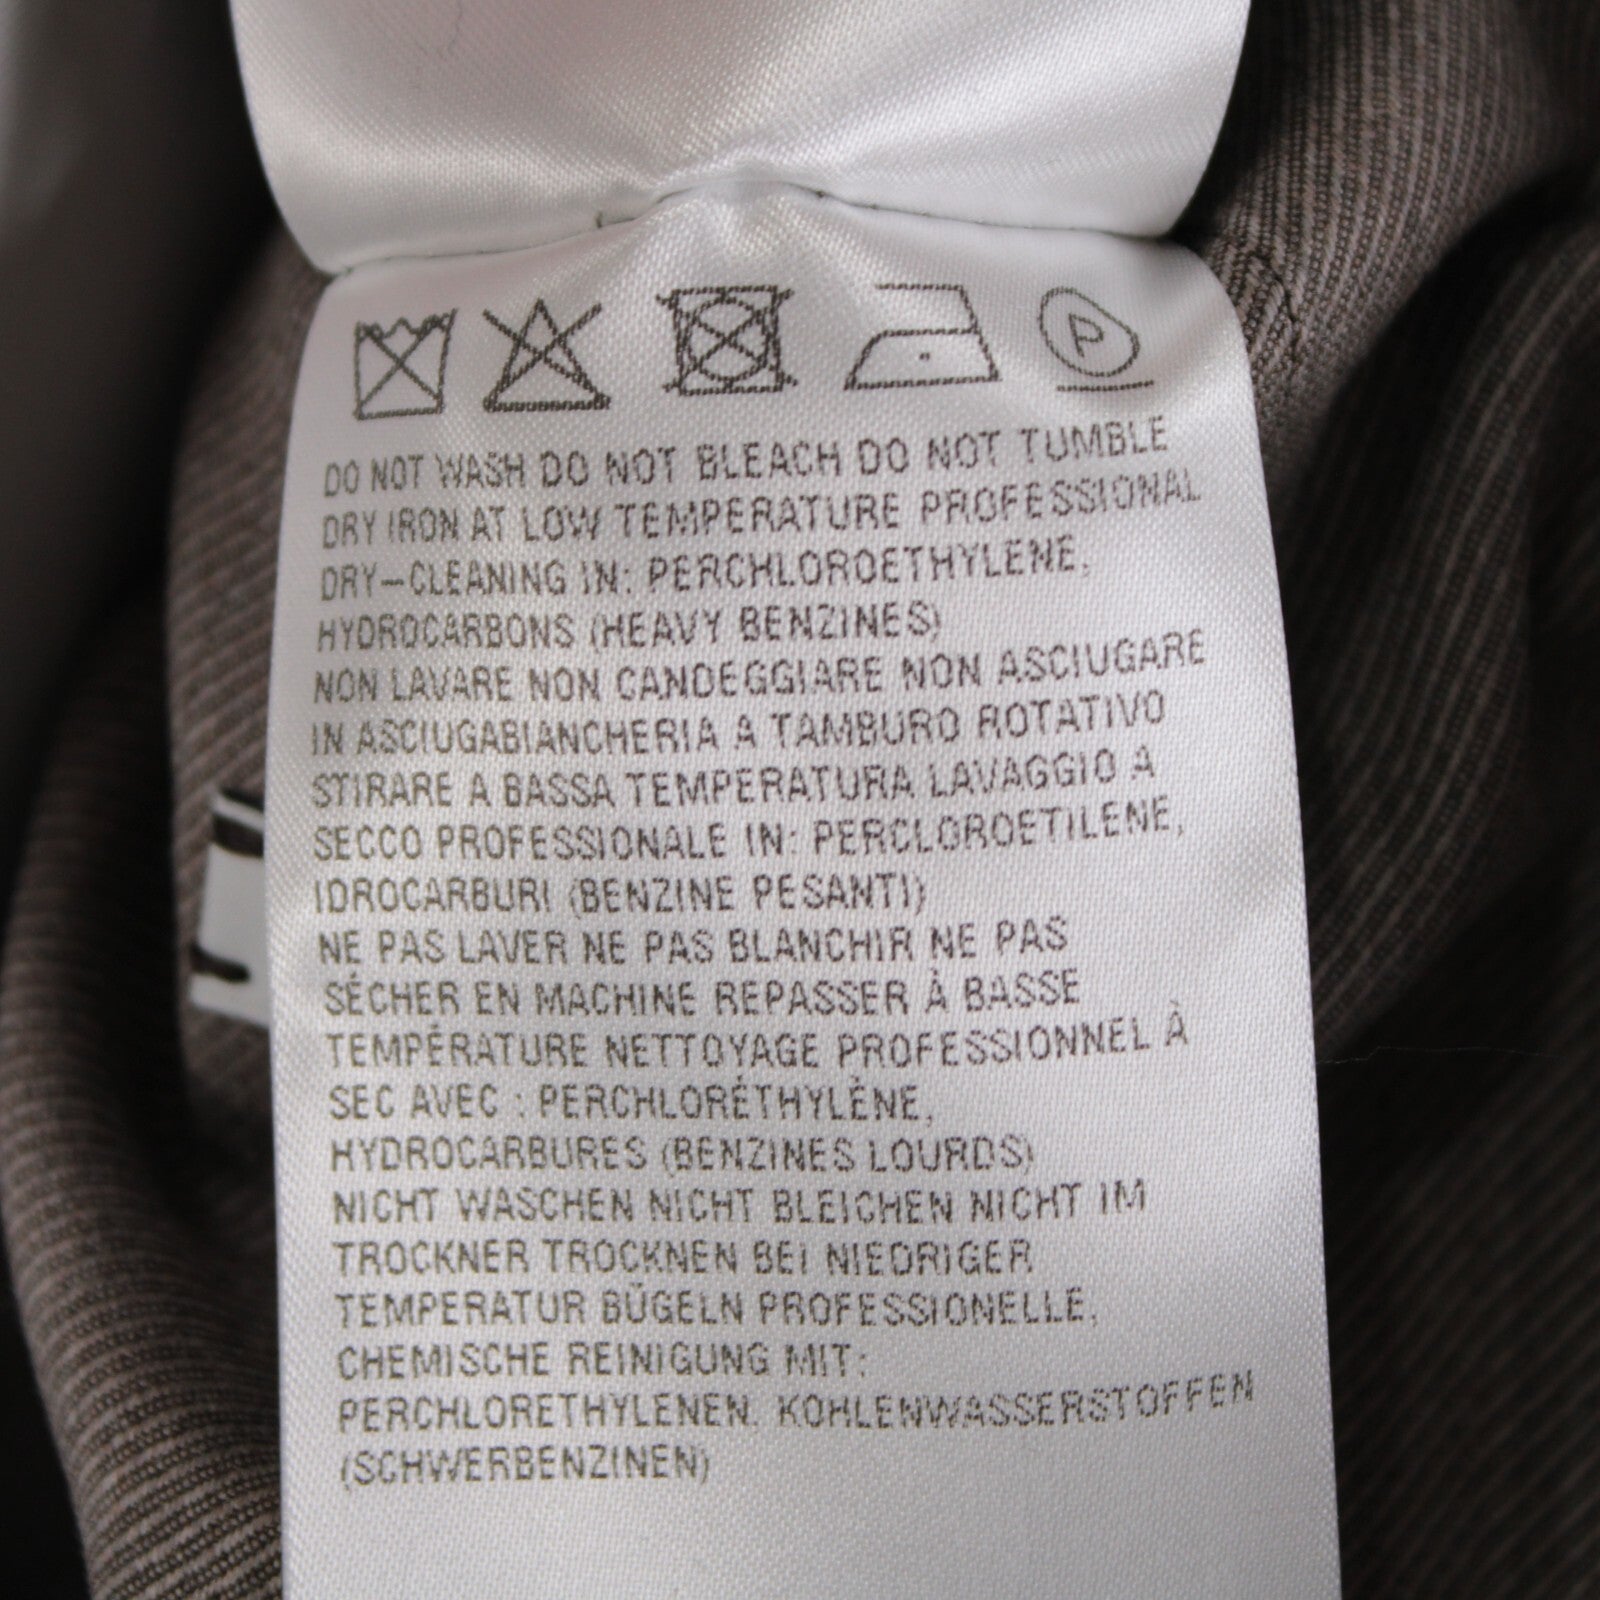 P
DO NOT WASH DO NOT BLEACH DO NOT TUMBLE
DRY IRON AT LOW TEMPERATURE PROFESSIONAL
DRY-CLEANING IN: PERCHLOROETHYLENE,
HYDROCARBONS (HEAVY BENZINES)
NON LAVARE NON CANDEGGIARE NON ASCIUGARE
IN ASCIUGABIANCHERIA A TAMBURO ROTATIVO
STIRARE A BASSA TEMPERATURA LAVAGGIO A
SECCO PROFESSIONALE IN: PERCLOROETILENE,
IDROCARBURI (BENZINE PESANTI)
NE PAS LAVER NE PAS BLANCHIR NE PAS
SÉCHER EN MACHINE REPASSER À BASSE
TEMPÉRATURE NETTOYAGE PROFESSIONNEL À
SEC AVEC : PERCHLORÉTHYLÈNE,
HYDROCARBURES (BENZINES LOURDS)
NICHT WASCHEN NICHT BLEICHEN NICHT IM
TROCKNER TROCKNEN BEI NIEDRIGER
TEMPERATUR BÜGELN PROFESSIONELLE,
CHEMISCHE REINIGUNG MIT:
PERCHLORETHYLENEN, KOHLENWASSERSTOFFEN
(SCHWERBENZINEN)